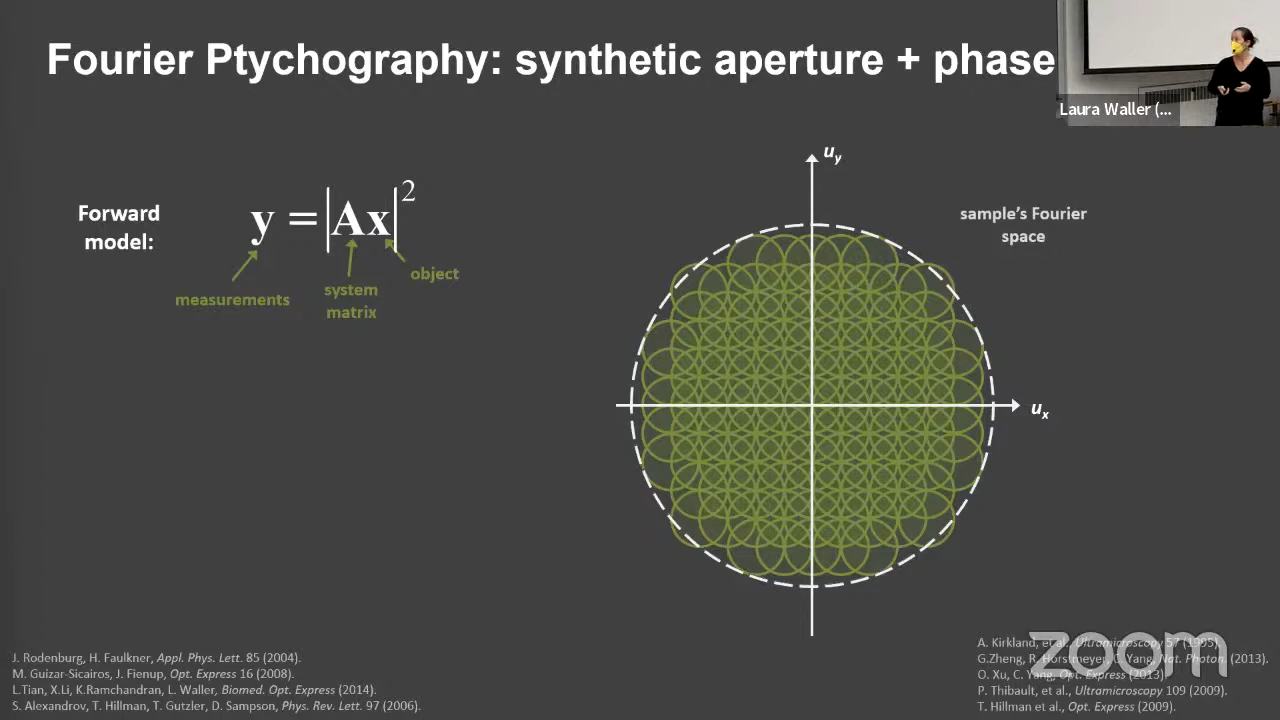 Fourier Ptychography: synthetic aperture + phase
Laura Waller (...
Forward
model:
y = |Ax|²
measurements
system
matrix
object
u_y
sample's Fourier
space
u_x
J. Rodenburg, H. Faulkner, Appl. Phys. Lett. 85 (2004).
M. Guizar-Sicairos, J. Fienup, Opt. Express 16 (2008).
L.Tian, X.Li, K.Ramchandran, L. Waller, Biomed. Opt. Express (2014).
S. Alexandrov, T. Hillman, T. Gutzler, D. Sampson, Phys. Rev. Lett. 97 (2006).
A. Kirkland, et al., Ultramicroscopy 57 (1995).
G.Zheng, R. Horstmeyer, C. Yang, Nat. Photon. (2013).
O. Xu, C. Yang, Opt. Express (2013)
P. Thibault, et al., Ultramicroscopy 109 (2009).
T. Hillman et al., Opt. Express (2009).
zoom